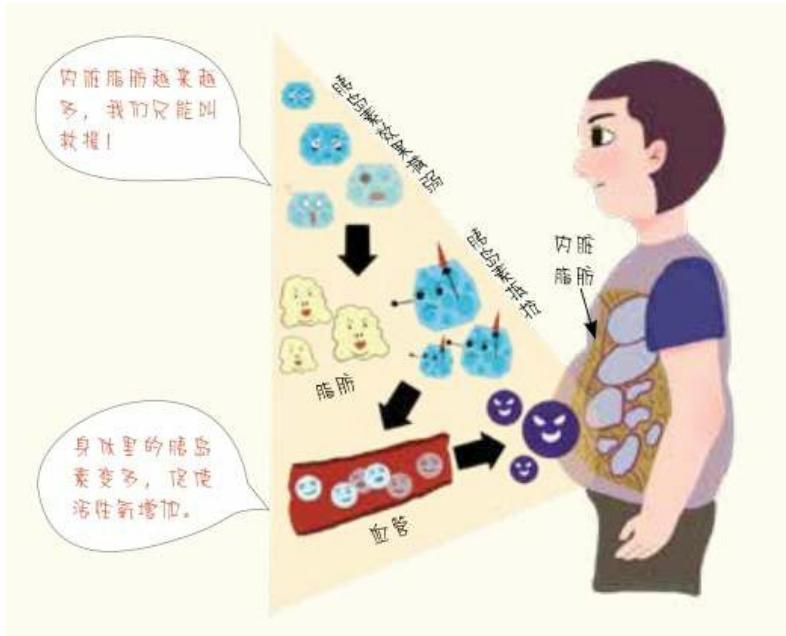 内脏脂肪越来越
多，我们只能叫
救援！
胰岛素效果减弱
胰岛素抵抗
内脏
脂肪
脂肪
身体里的胰岛
素变多，促使
活性氧增加。
血管